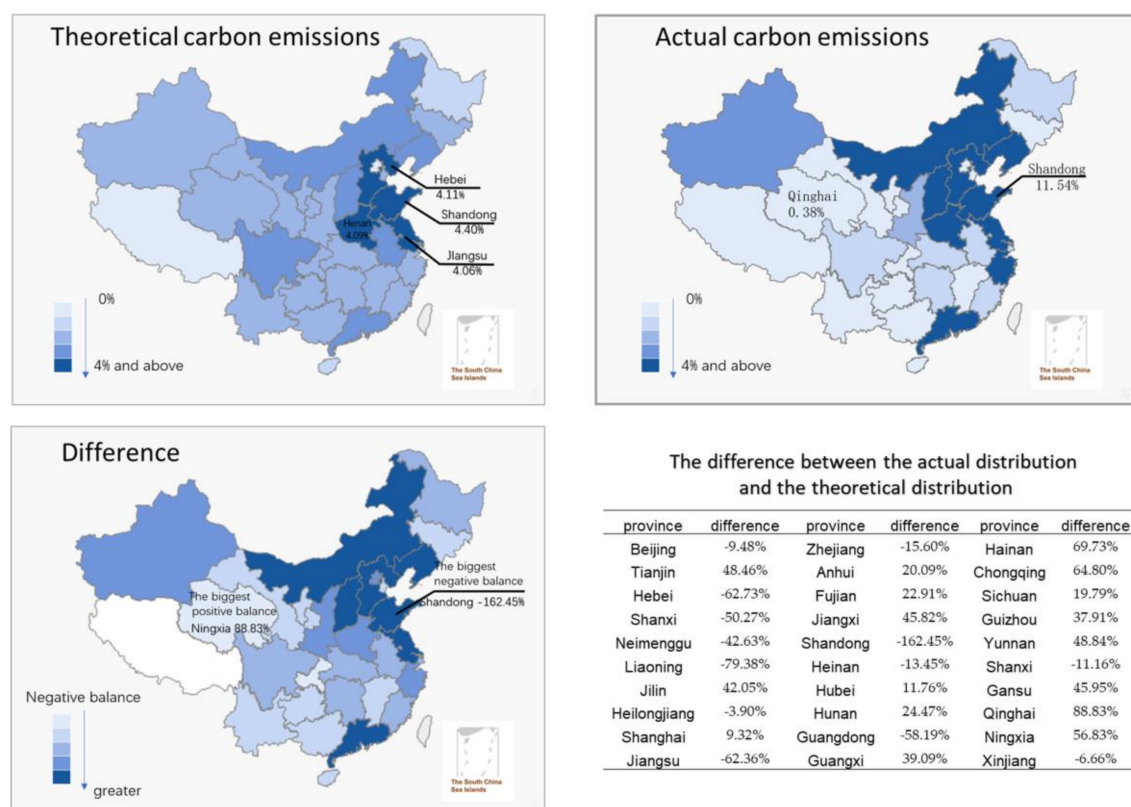 Theoretical carbon emissions
Hebei
4.11%
Shandong
4.40%
Henan
4.09%
JIangsu
4.06%
0%
4% and above
The South China
Sea Islands
Actual carbon emissions
Shandong
11.54%
Qinghai
0.38%
0%
4% and above
The South China
Sea Islands
Difference
The biggest
negative balance
Shandong -162.45%
The biggest
positive balance
Ningxia 88.83%
Negative balance
greater
The South China
Sea Islands
The difference between the actual distribution
and the theoretical distribution
province difference province difference province difference
Beijing -9.48% Zhejiang -15.60% Hainan 69.73%
Tianjin 48.46% Anhui 20.09% Chongqing 64.80%
Hebei -62.73% Fujian 22.91% Sichuan 19.79%
Shanxi -50.27% Jiangxi 45.82% Guizhou 37.91%
Neimenggu -42.63% Shandong -162.45% Yunnan 48.84%
Liaoning -79.38% Heinan -13.45% Shanxi -11.16%
Jilin 42.05% Hubei 11.76% Gansu 45.95%
Heilongjiang -3.90% Hunan 24.47% Qinghai 88.83%
Shanghai 9.32% Guangdong -58.19% Ningxia 56.83%
Jiangsu -62.36% Guangxi 39.09% Xinjiang -6.66%